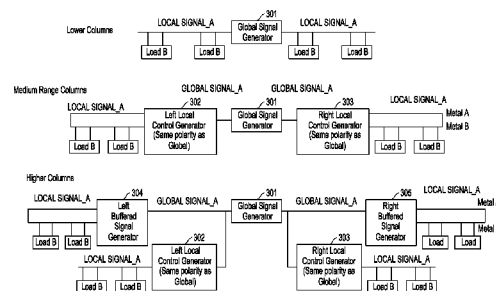 301
LOCAL SIGNAL_A Global Signal Generator LOCAL SIGNAL_A
Lower Columns
Load B Load B Load B Load B
GLOBAL SIGNAL_A GLOBAL SIGNAL_A
Medium Range Columns
302 301 303
LOCAL SIGNAL_A Left Local Control Generator (Same polarity as Global) Global Signal Generator Right Local Control Generator (Same polarity as Global) LOCAL SIGNAL_A
Metal A
Metal B
Load B Load B Load B Load B
Higher Columns
304 301 305
LOCAL SIGNAL_A Left Buffered Signal Generator GLOBAL SIGNAL_A Global Signal Generator GLOBAL SIGNAL_A Right Buffered Signal Generator LOCAL SIGNAL_A
Metal
Metal
Load B Load B Load Load
302 303
LOCAL SIGNAL_A Left Local Control Generator (Same polarity as Global) Right Local Control Generator (Same polarity as Global) LOCAL SIGNAL_A
Load B Load B Load B Load B